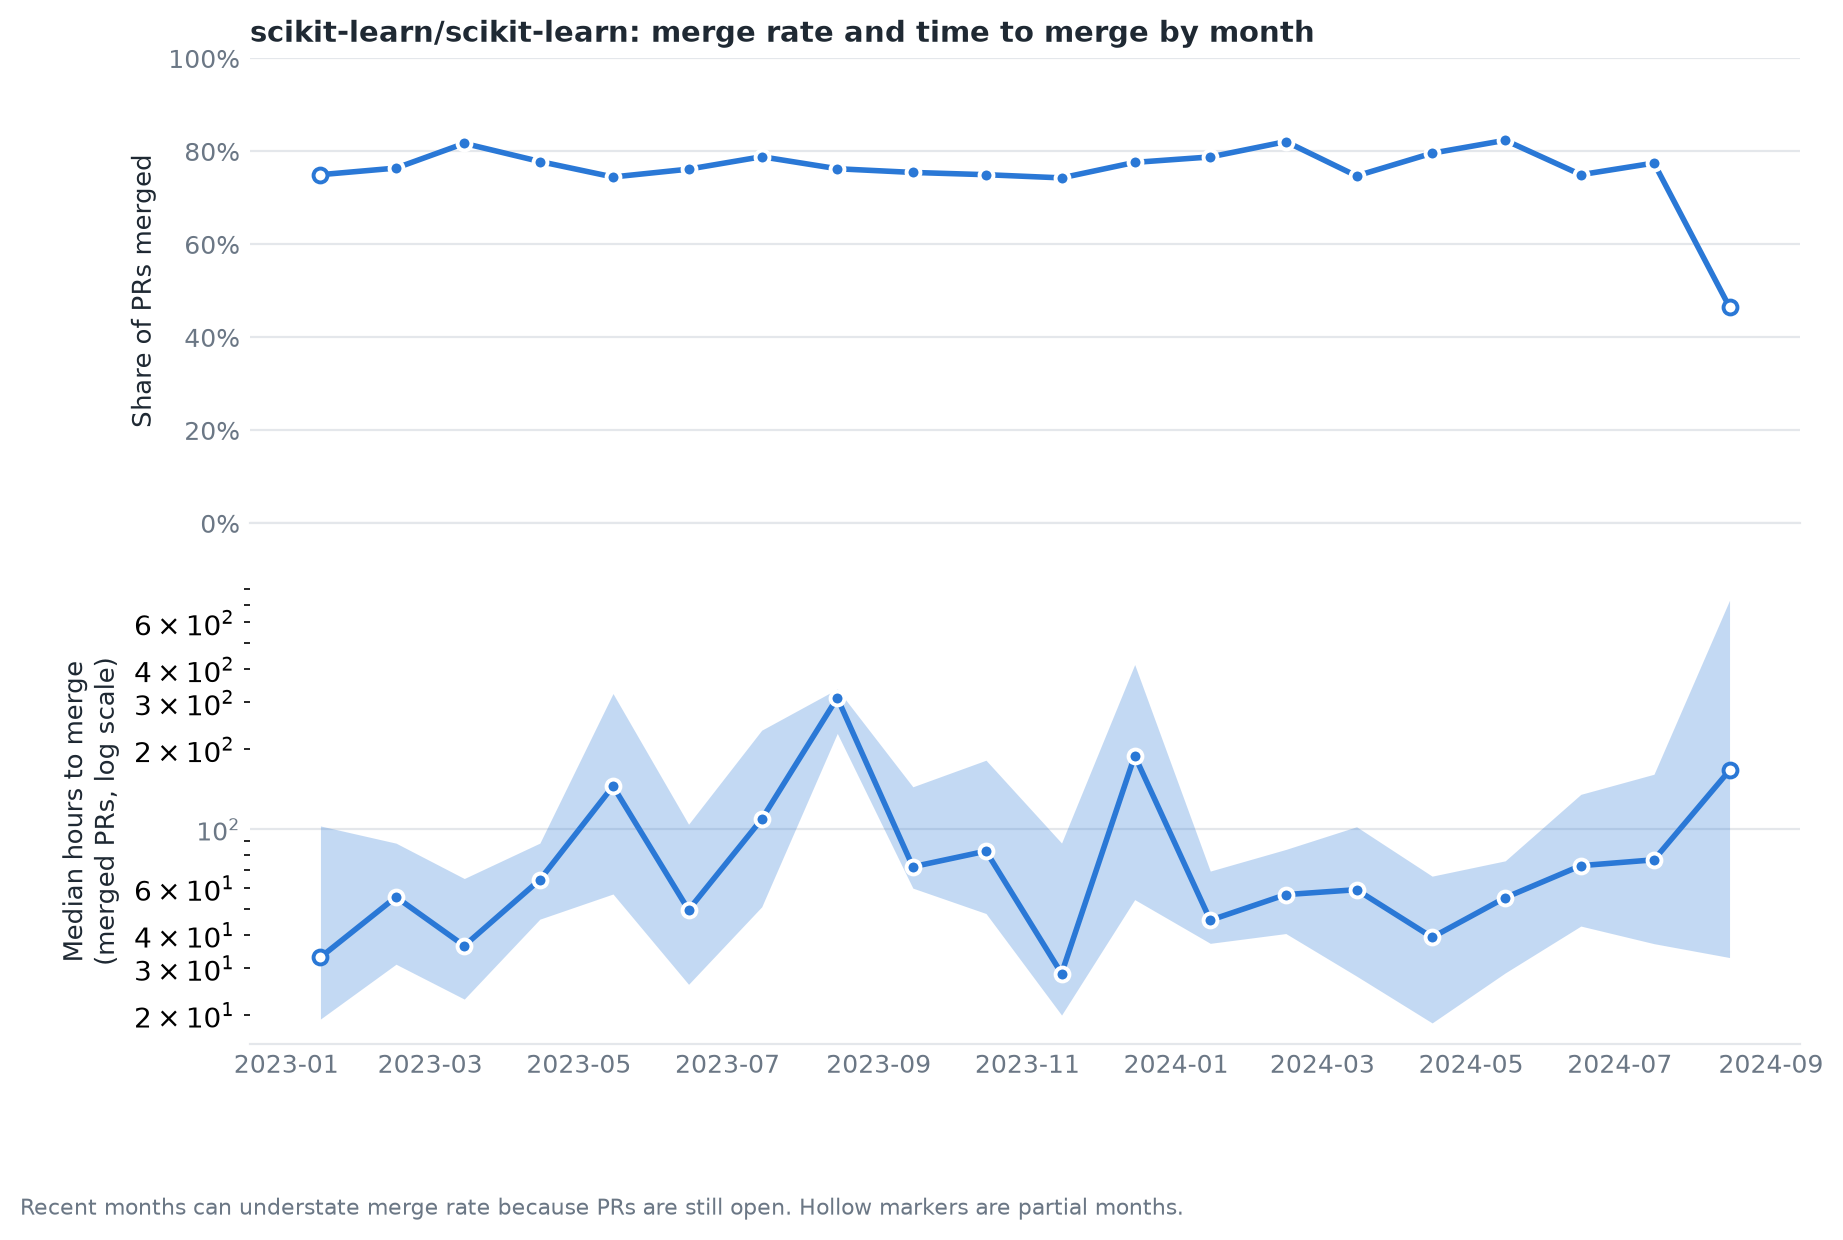 scikit-learn/scikit-learn: merge rate and time to merge by month
100%
80%
60%
40%
20%
0%
Share of PRs merged
6 × 10²
4 × 10²
3 × 10²
2 × 10²
10²
6 × 10¹
4 × 10¹
3 × 10¹
2 × 10¹
Median hours to merge
(merged PRs, log scale)
2023-01 2023-03 2023-05 2023-07 2023-09 2023-11 2024-01 2024-03 2024-05 2024-07 2024-09
Recent months can understate merge rate because PRs are still open. Hollow markers are partial months.